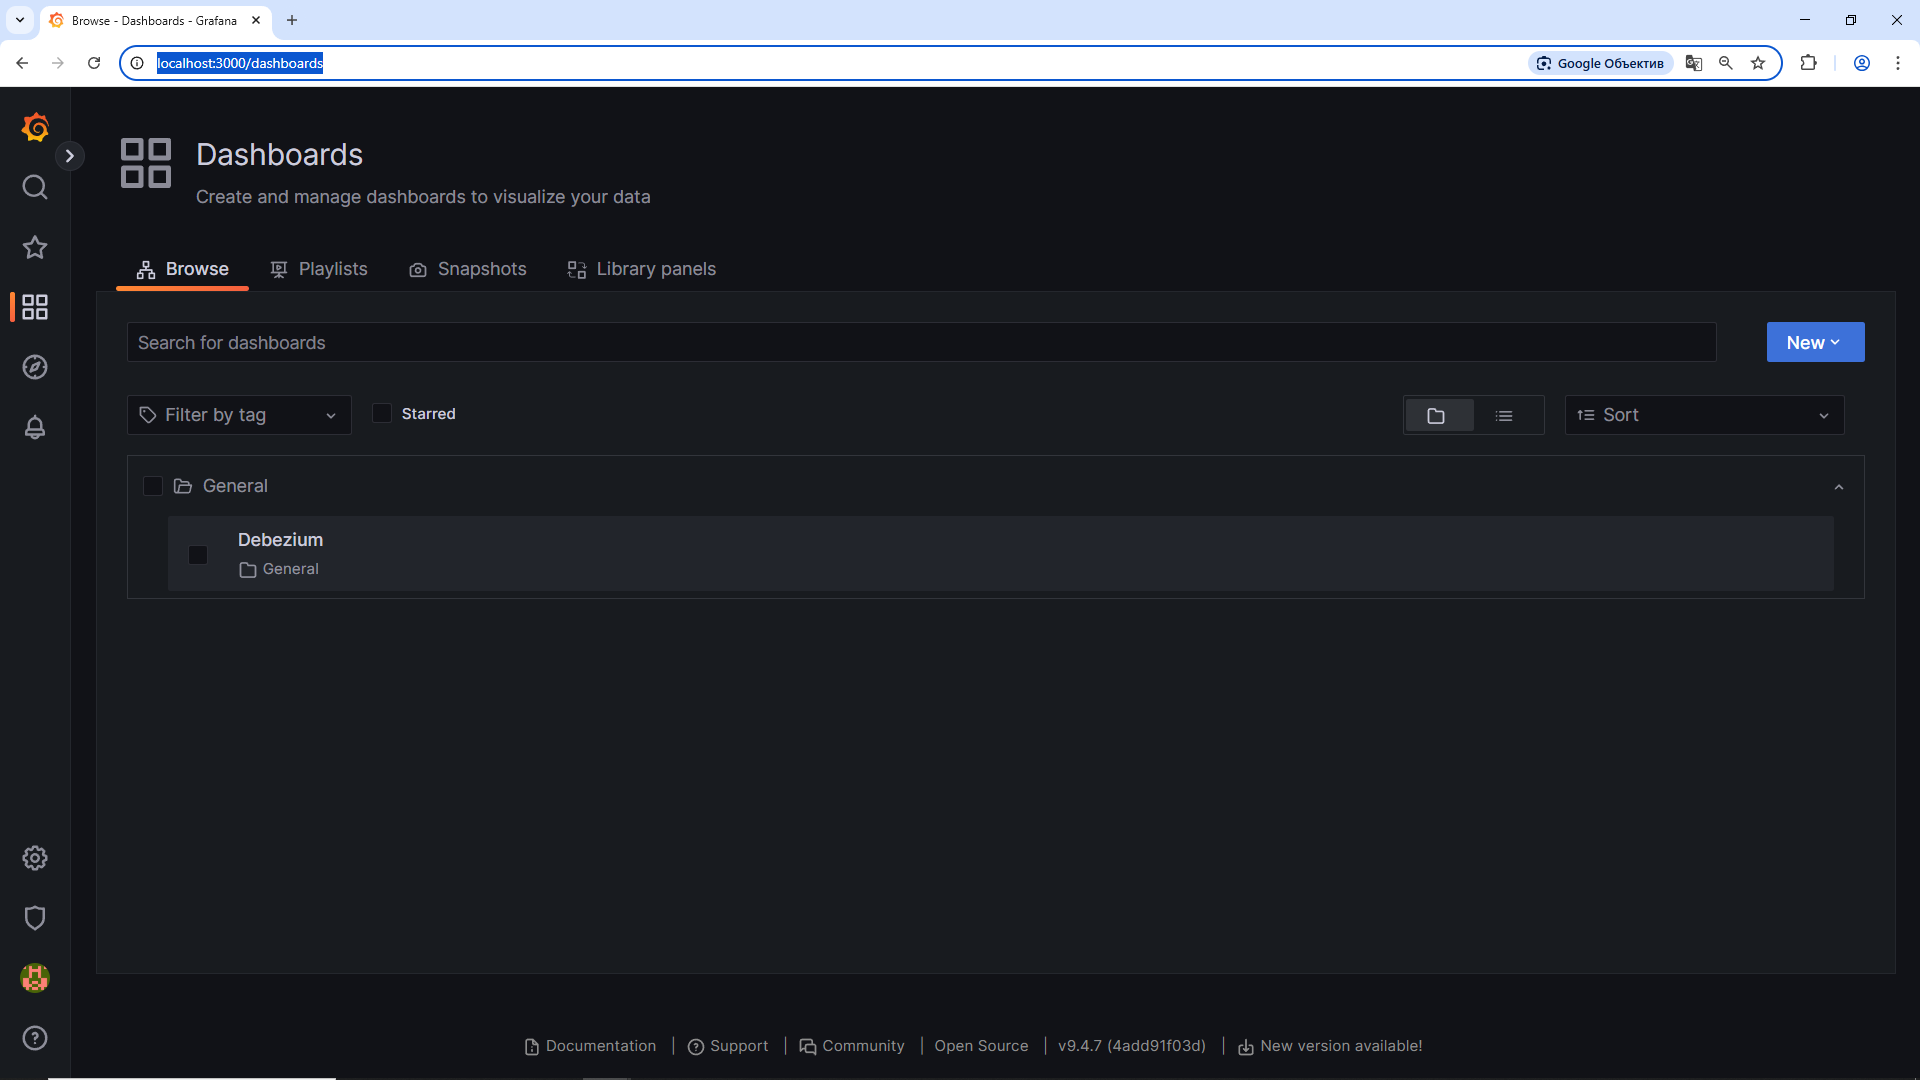 Browse - Dashboards - Grafana
localhost:3000/dashboards
Google Объектив
Dashboards
Create and manage dashboards to visualize your data
Browse
Playlists
Snapshots
Library panels
Search for dashboards
New
Filter by tag
Starred
Sort
General
Debezium
General
Documentation | Support | Community | Open Source | v9.4.7 (4add91f03d) | New version available!